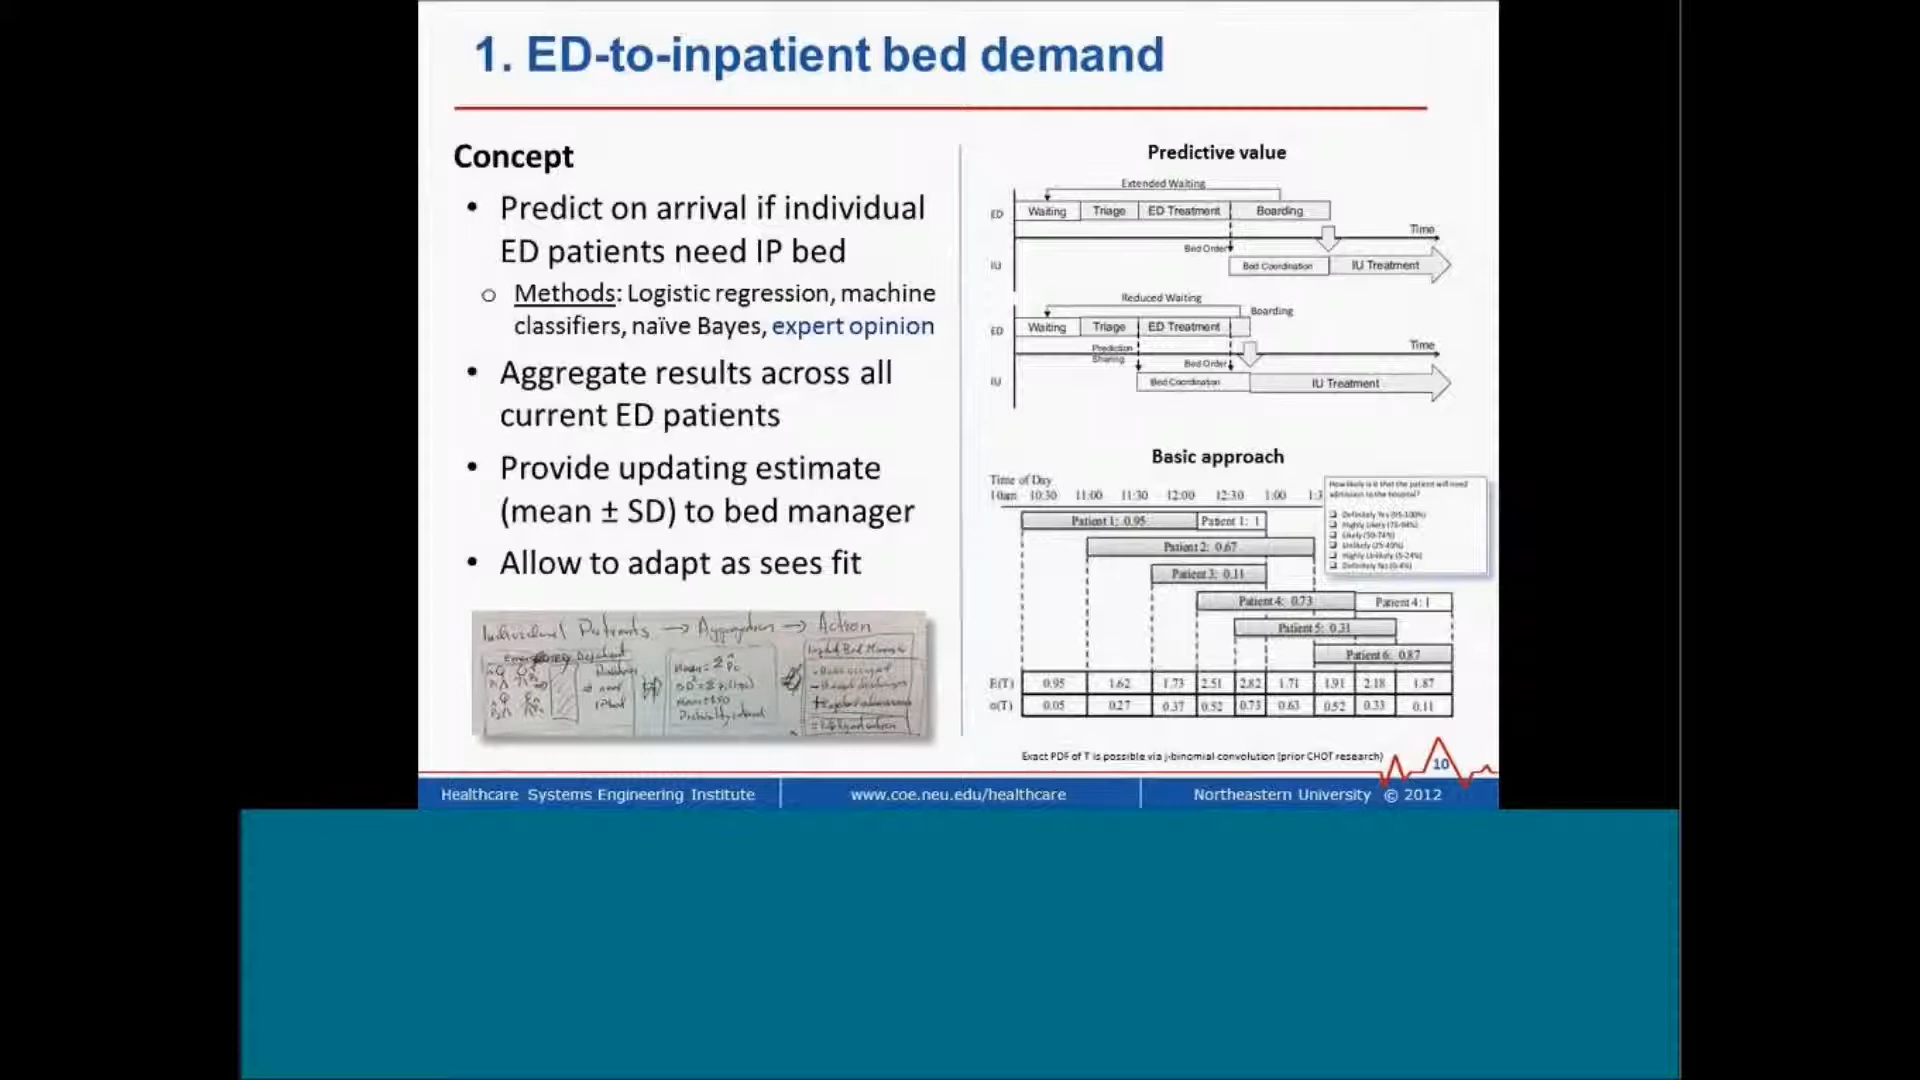 1. ED-to-inpatient bed demand
Concept
• Predict on arrival if individual
ED patients need IP bed
o Methods: Logistic regression, machine
classifiers, naïve Bayes, expert opinion
• Aggregate results across all
current ED patients
• Provide updating estimate
(mean ± SD) to bed manager
• Allow to adapt as sees fit
Individual Patients → Aggregation → Action
Predictive value
Extended Waiting
ED Waiting Triage ED Treatment Boarding
Time
Bed Order
IU Bed Coordination IU Treatment
Reduced Waiting
Boarding
ED Waiting Triage ED Treatment
Prediction
Sharing
Time
Bed Order
IU Bed Coordination IU Treatment
Basic approach
Time of Day
10am 10:30 11:00 11:30 12:00 12:30 1:00 1:3
How likely is it that the patient will need
admission to the hospital?
Definitely Yes (95-100%)
Highly Likely (75-94%)
Likely (50-74%)
Unlikely (25-49%)
Highly Unlikely (5-24%)
Patient 1: 0.95 Patient 1: 1
Patient 2: 0.67
Patient 3: 0.11
Patient 4: 0.73 Patient 4: 1
Patient 5: 0.31
Patient 6: 0.87
E(T) 0.95 1.62 1.73 2.51 2.82 1.71 1.91 2.18 1.87
σ(T) 0.05 0.27 0.37 0.52 0.73 0.63 0.52 0.33 0.11
Exact PDF of T is possible via j-binomial convolution (prior CHOT research)
10
Healthcare Systems Engineering Institute
www.coe.neu.edu/healthcare
Northeastern University © 2012